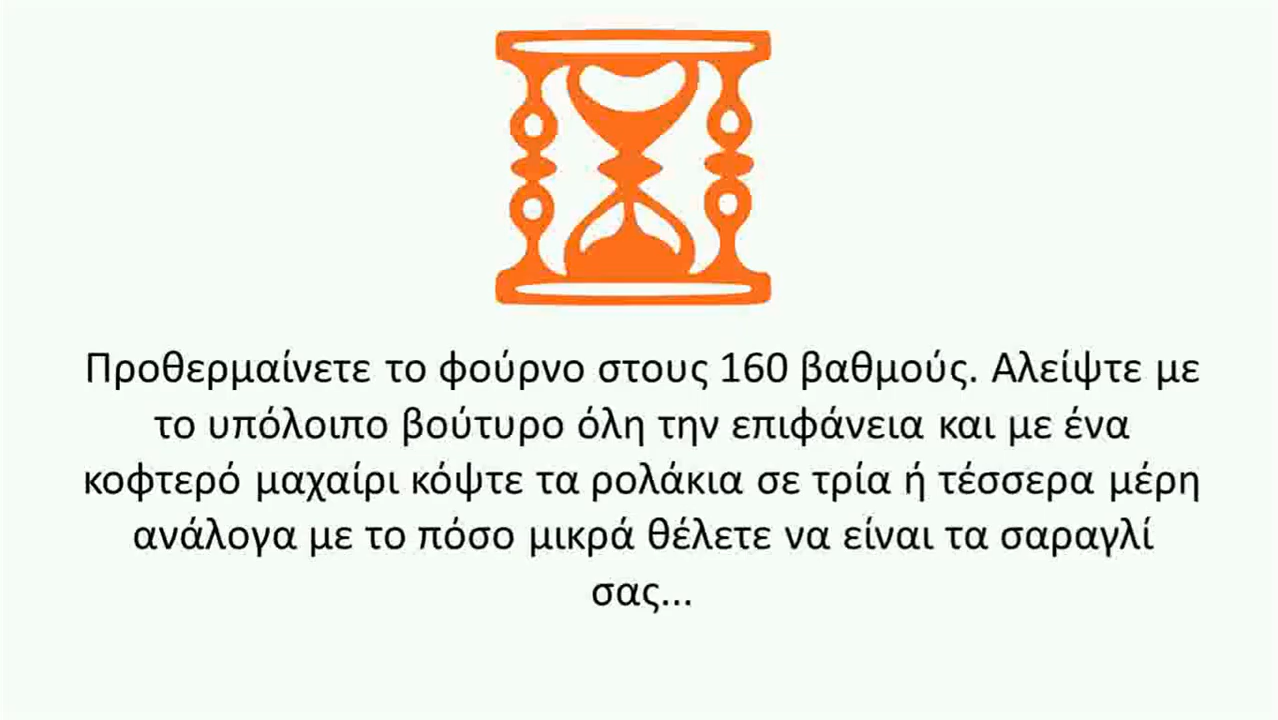 Προθερμαίνετε το φούρνο στους 160 βαθμούς. Αλείψτε με
το υπόλοιπο βούτυρο όλη την επιφάνεια και με ένα
κοφτερό μαχαίρι κόψτε τα ρολάκια σε τρία ή τέσσερα μέρη
ανάλογα με το πόσο μικρά θέλετε να είναι τα σαραγλί
σας...